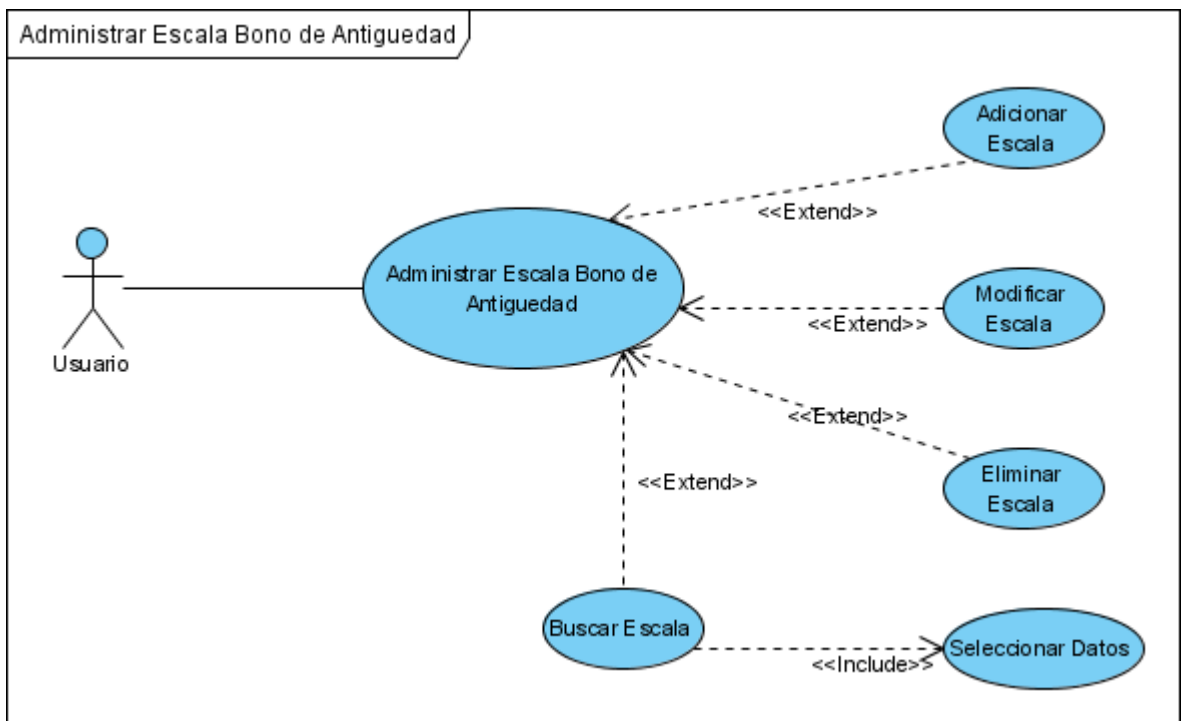 Administrar Escala Bono de Antiguedad
Adicionar
Escala
<<Extend>>
Administrar Escala Bono de
Antiguedad
Modificar
Escala
<<Extend>>
Usuario
<<Extend>>
Eliminar
Escala
<<Extend>>
Buscar Escala
Seleccionar Datos
<<Include>>